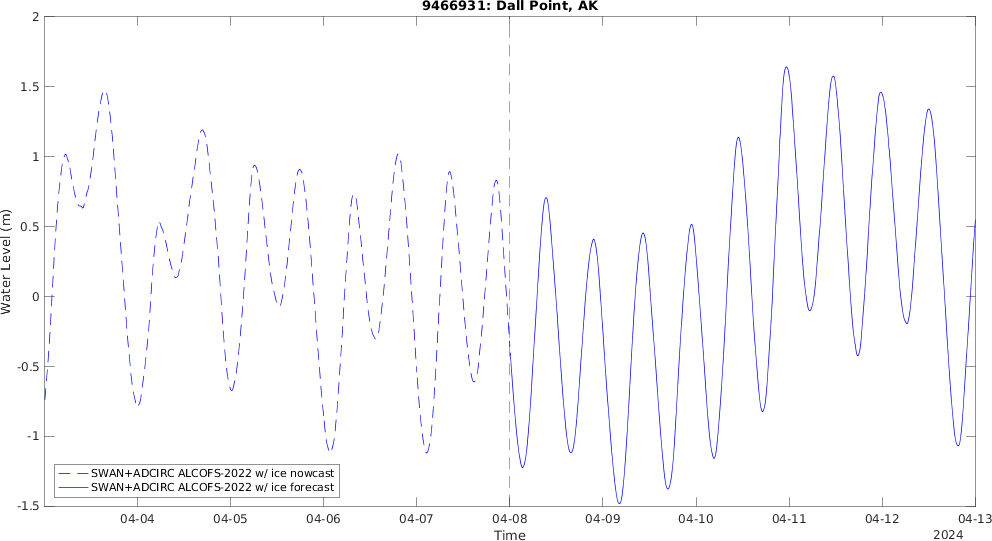 9466931: Dall Point, AK
2
1.5
1
0.5
0
-0.5
-1
-1.5
Water Level (m)
SWAN+ADCIRC ALCOFS-2022 w/ ice nowcast
SWAN+ADCIRC ALCOFS-2022 w/ ice forecast
04-04 04-05 04-06 04-07 04-08 04-09 04-10 04-11 04-12 04-13
Time
2024